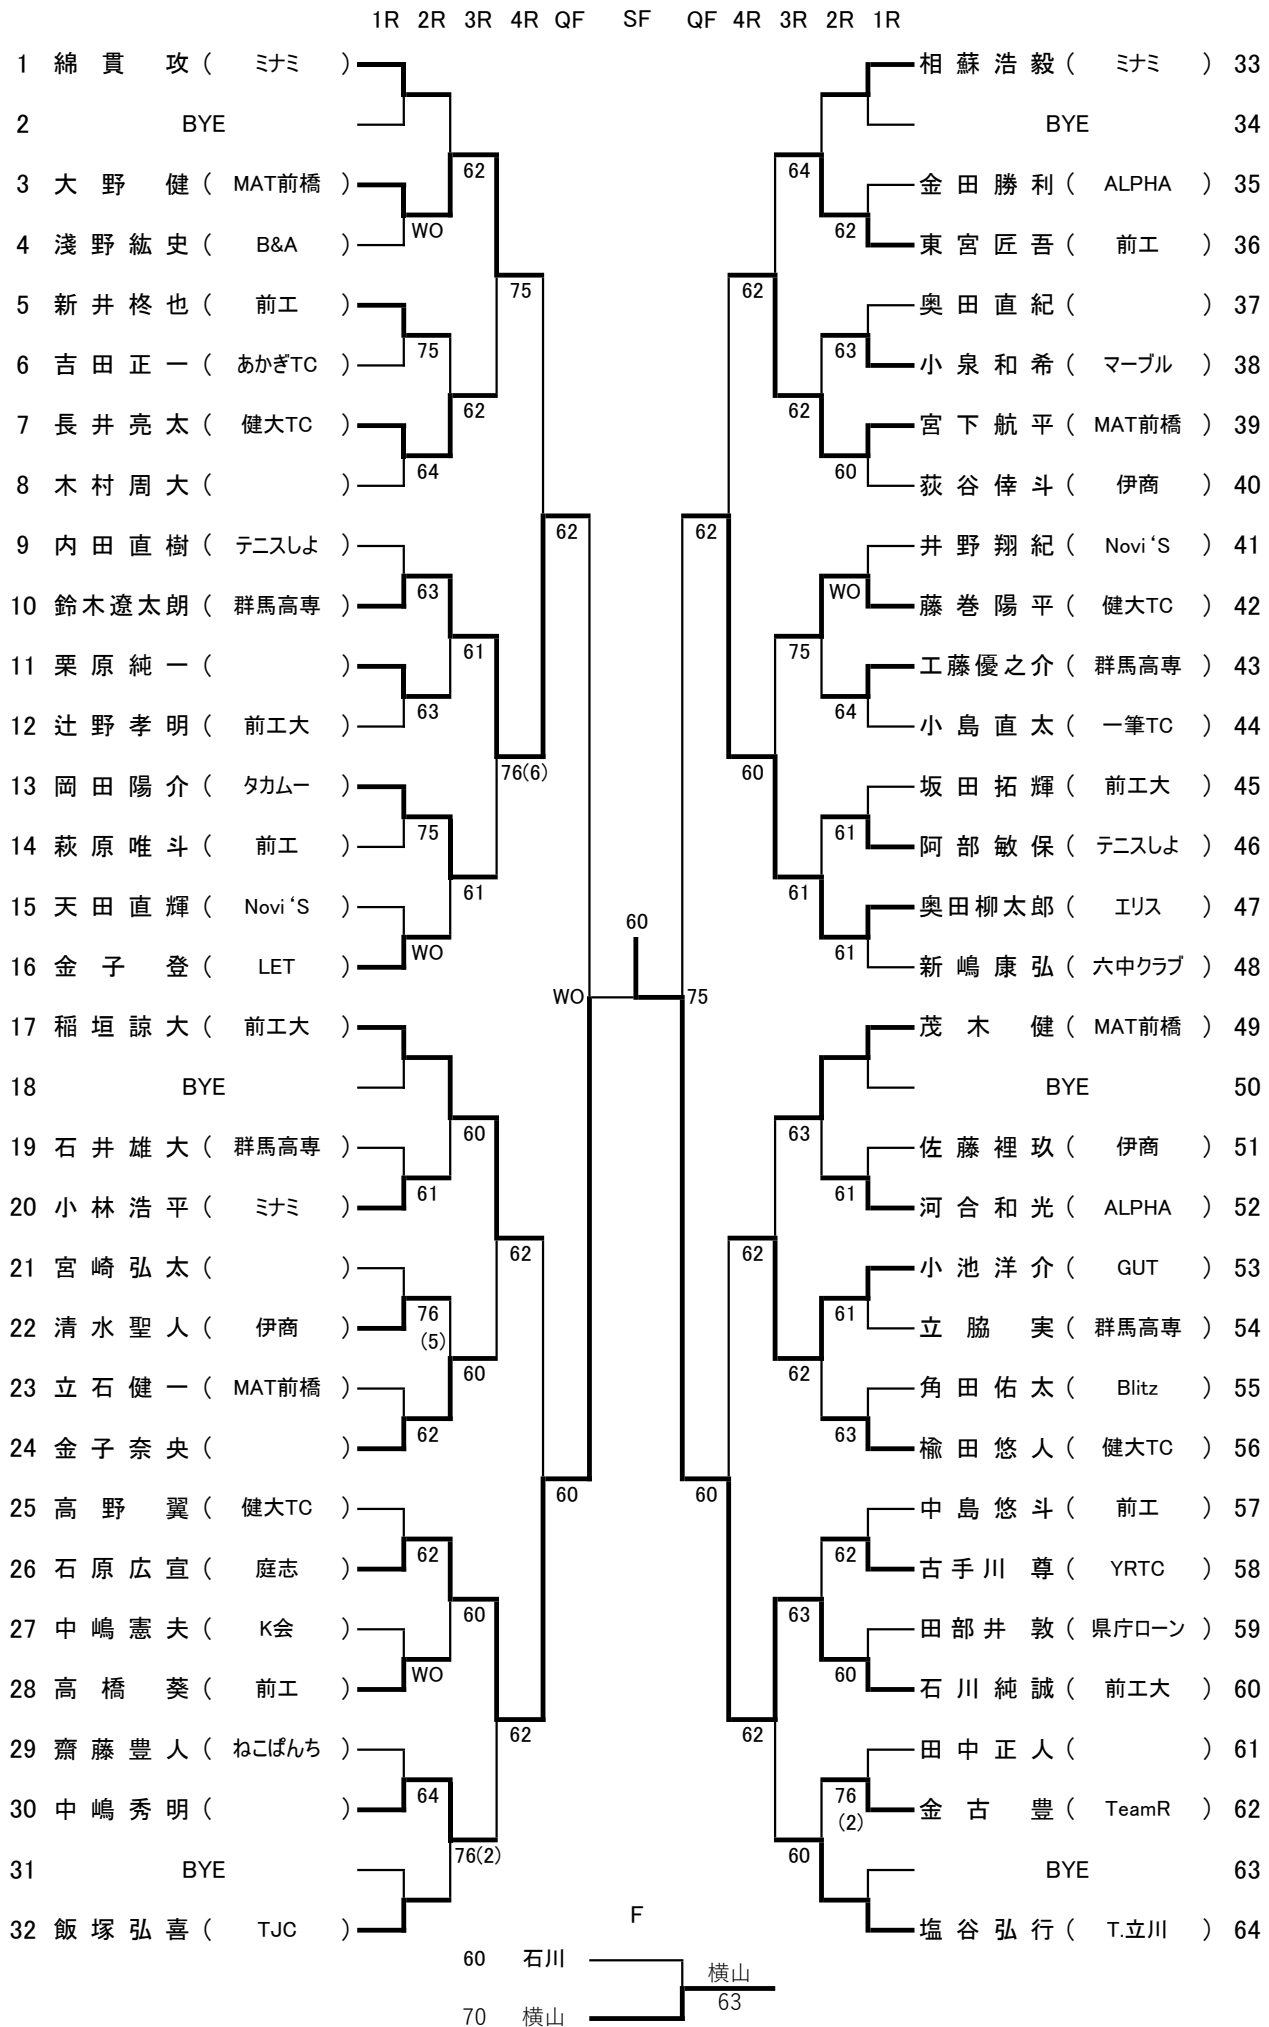 1R 2R 3R 4R QF SF QF 4R 3R 2R 1R
1 綿貫 攻 ( ミナミ ) 相蘇浩毅 ( ミナミ ) 33
2 BYE BYE 34
62 64
3 大野 健 ( MAT前橋 ) 金田勝利 ( ALPHA ) 35
WO 62
4 淺野紘史 ( B&A ) 東宮匠吾 ( 前工 ) 36
75 62
5 新井柊也 ( 前工 ) 奥田直紀 ( ) 37
75 63
6 吉田正一 ( あかぎTC ) 小泉和希 ( マーブル ) 38
62 62
7 長井亮太 ( 健大TC ) 宮下航平 ( MAT前橋 ) 39
64 60
8 木村周大 ( ) 荻谷倖斗 ( 伊商 ) 40
62 62
9 内田直樹 ( テニスしよ ) 井野翔紀 ( Novi‘S ) 41
63 WO
10 鈴木遼太朗 ( 群馬高専 ) 藤巻陽平 ( 健大TC ) 42
61 75
11 栗原純一 ( ) 工藤優之介 ( 群馬高専 ) 43
63 64
12 辻野孝明 ( 前工大 ) 小島直太 ( 一筆TC ) 44
76(6) 60
13 岡田陽介 ( タカムー ) 坂田拓輝 ( 前工大 ) 45
75 61
14 萩原唯斗 ( 前工 ) 阿部敏保 ( テニスしよ ) 46
61 61
15 天田直輝 ( Novi‘S ) 奥田柳太郎 ( エリス ) 47
60
WO 61
16 金子 登 ( LET ) 新嶋康弘 ( 六中クラブ ) 48
WO 75
17 稲垣諒大 ( 前工大 ) 茂木 健 ( MAT前橋 ) 49
18 BYE BYE 50
60 63
19 石井雄大 ( 群馬高専 ) 佐藤裡玖 ( 伊商 ) 51
61 61
20 小林浩平 ( ミナミ ) 河合和光 ( ALPHA ) 52
62 62
21 宮崎弘太 ( ) 小池洋介 ( GUT ) 53
76 61
22 清水聖人 ( 伊商 ) (5) 立脇 実 ( 群馬高専 ) 54
60 62
23 立石健一 ( MAT前橋 ) 角田佑太 ( Blitz ) 55
62 63
24 金子奈央 ( ) 楡田悠人 ( 健大TC ) 56
60 60
25 高野 翼 ( 健大TC ) 中島悠斗 ( 前工 ) 57
62 62
26 石原広宣 ( 庭志 ) 古手川 尊 ( YRTC ) 58
60 63
27 中嶋憲夫 ( K会 ) 田部井 敦 ( 県庁ローン ) 59
WO 60
28 高橋 葵 ( 前工 ) 石川純誠 ( 前工大 ) 60
62 62
29 齋藤豊人 ( ねこぱんち ) 田中正人 ( ) 61
64 76
30 中嶋秀明 ( ) (2) 金古 豊 ( TeamR ) 62
76(2) 60
31 BYE BYE 63
32 飯塚弘喜 ( TJC ) F 塩谷弘行 ( T.立川 ) 64
60 石川
横山
63
70 横山